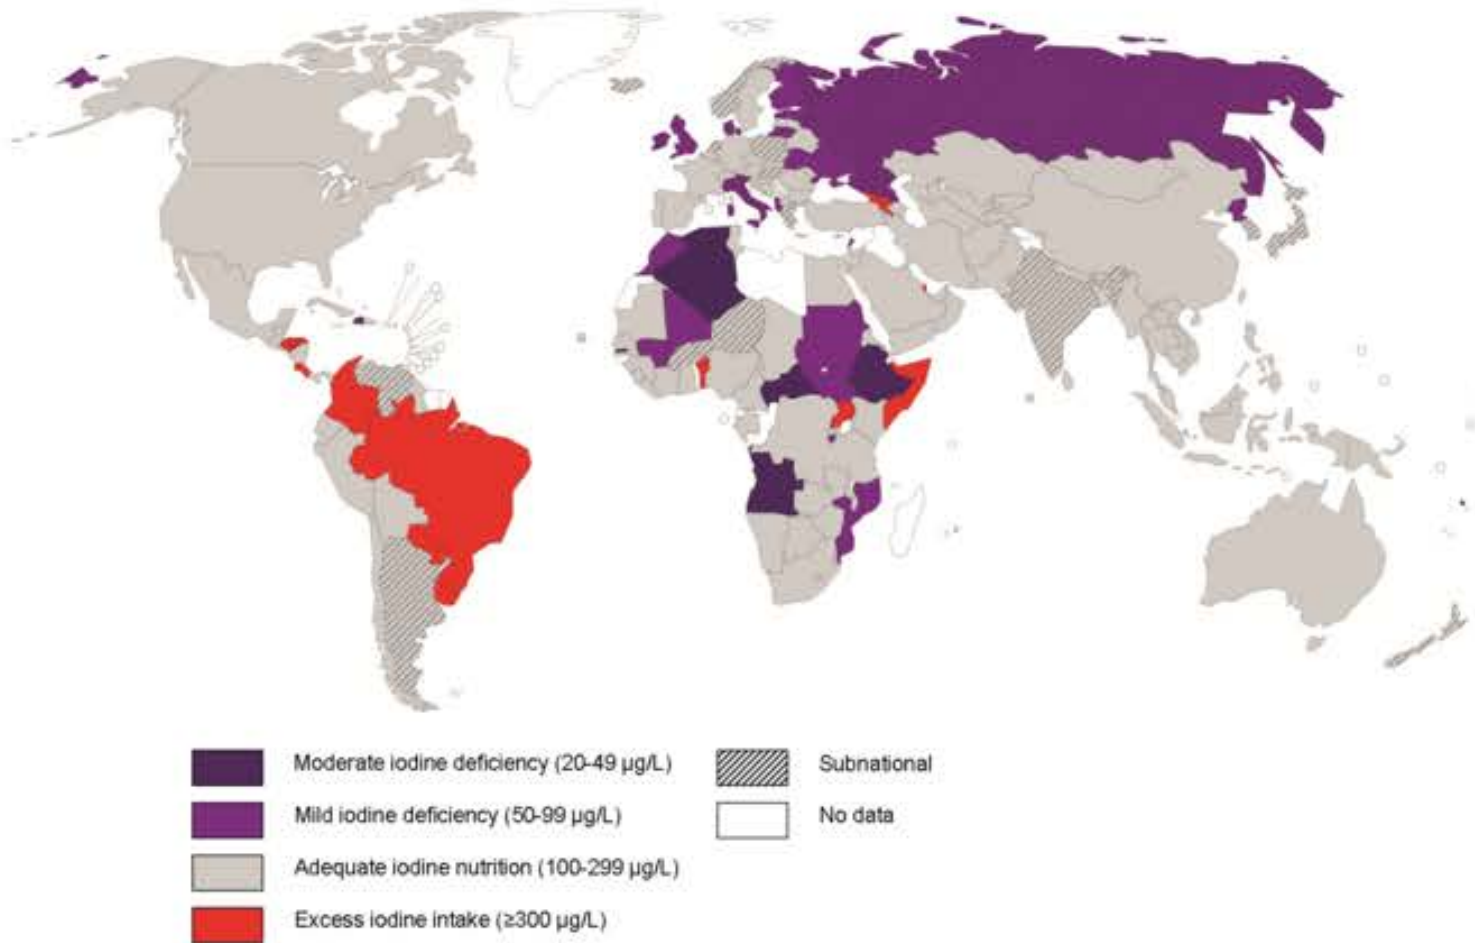 Moderate iodine deficiency (20-49 µg/L)
Mild iodine deficiency (50-99 µg/L)
Adequate iodine nutrition (100-299 µg/L)
Excess iodine intake (≥300 µg/L)
Subnational
No data